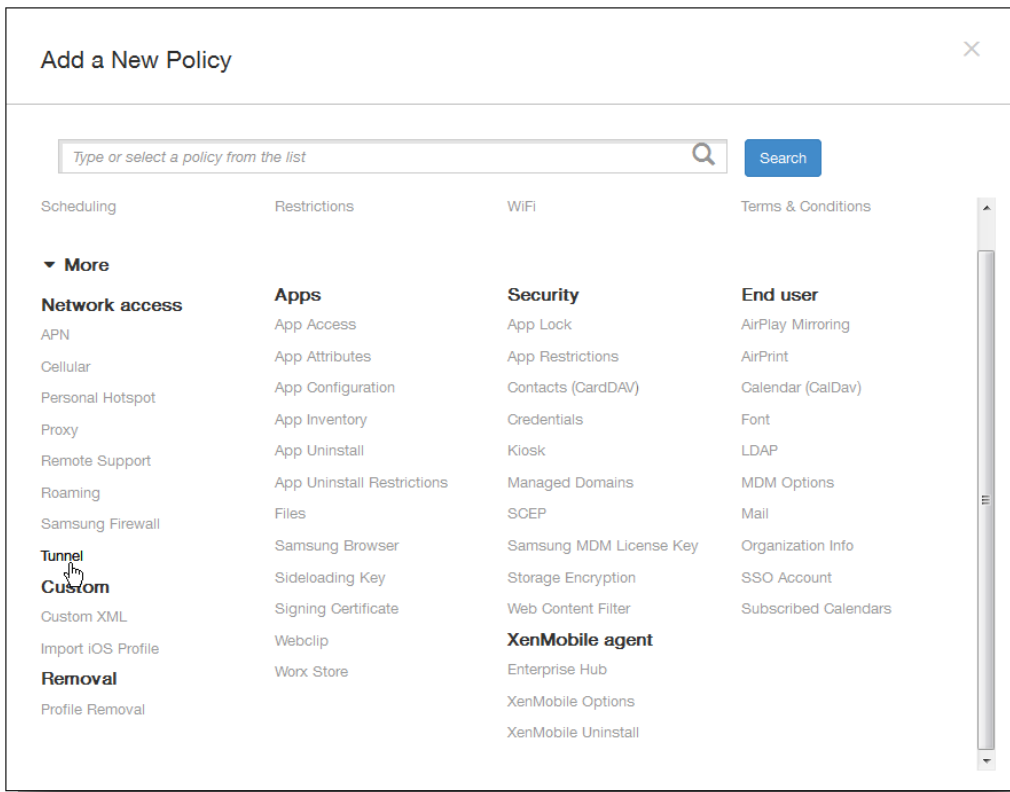 Add a New Policy
Type or select a policy from the list
Search
Scheduling
Restrictions
WiFi
Terms & Conditions
More
Network access
APN
Cellular
Personal Hotspot
Proxy
Remote Support
Roaming
Samsung Firewall
Tunnel
Custom
Custom XML
Import iOS Profile
Removal
Profile Removal
Apps
App Access
App Attributes
App Configuration
App Inventory
App Uninstall
App Uninstall Restrictions
Files
Samsung Browser
Sideloading Key
Signing Certificate
Webclip
Worx Store
Security
App Lock
App Restrictions
Contacts (CardDAV)
Credentials
Kiosk
Managed Domains
SCEP
Samsung MDM License Key
Storage Encryption
Web Content Filter
XenMobile agent
Enterprise Hub
XenMobile Options
XenMobile Uninstall
End user
AirPlay Mirroring
AirPrint
Calendar (CalDav)
Font
LDAP
MDM Options
Mail
Organization Info
SSO Account
Subscribed Calendars